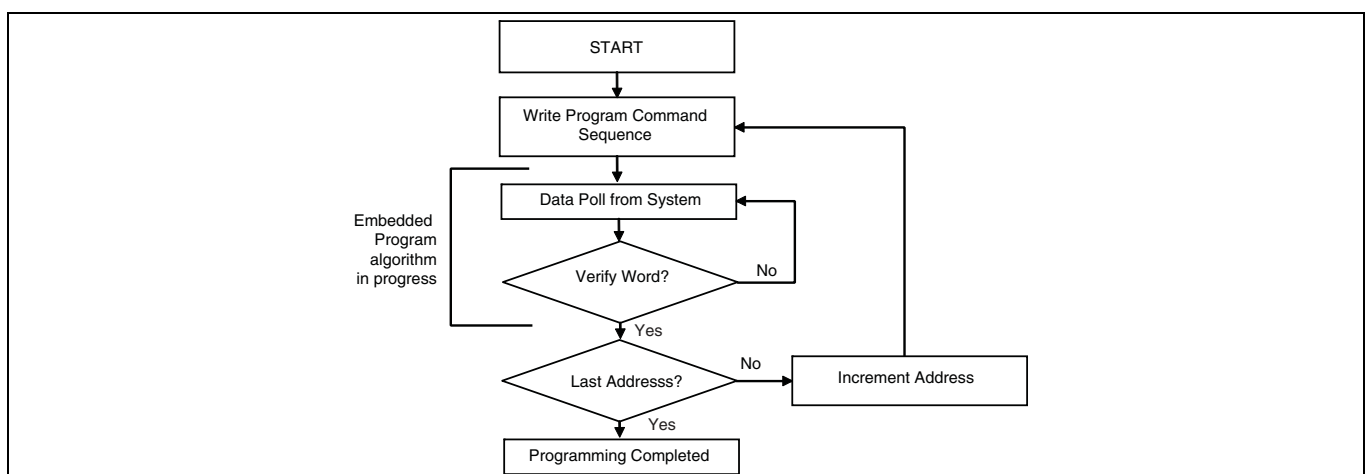 START
Write Program Command
Sequence
Data Poll from System
Embedded
Program
algorithm
in progress
Verify Word?
No
Yes
Last Addresss?
No
Increment Address
Yes
Programming Completed